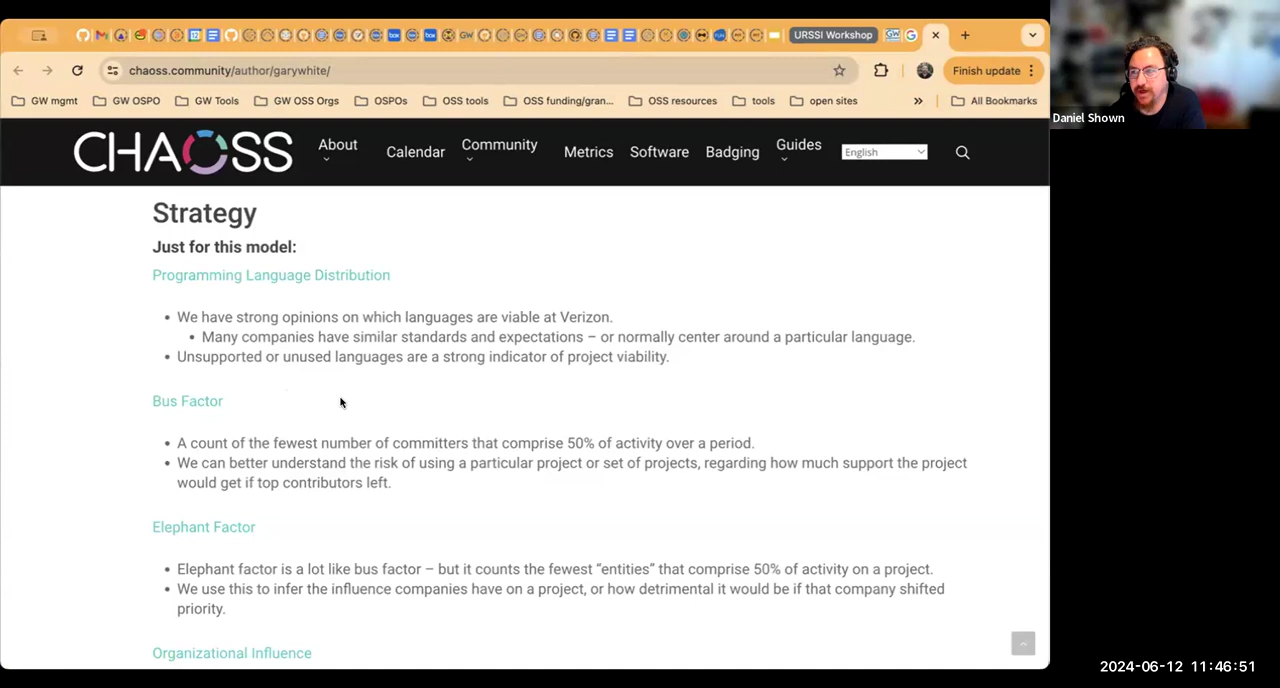 URSSI Workshop
chaoss.community/author/garywhite/
Finish update
GW mgmt
GW OSPO
GW Tools
GW OSS Orgs
OSPOs
OSS tools
OSS funding/gran...
OSS resources
tools
open sites
»
All Bookmarks
Daniel Shown
CHAOSS
About
Calendar
Community
Metrics
Software
Badging
Guides
English
Strategy
Just for this model:
Programming Language Distribution
• We have strong opinions on which languages are viable at Verizon.
• Many companies have similar standards and expectations – or normally center around a particular language.
• Unsupported or unused languages are a strong indicator of project viability.
Bus Factor
• A count of the fewest number of committers that comprise 50% of activity over a period.
• We can better understand the risk of using a particular project or set of projects, regarding how much support the project
would get if top contributors left.
Elephant Factor
• Elephant factor is a lot like bus factor – but it counts the fewest “entities” that comprise 50% of activity on a project.
• We use this to infer the influence companies have on a project, or how detrimental it would be if that company shifted
priority.
Organizational Influence
2024-06-12 11:46:51